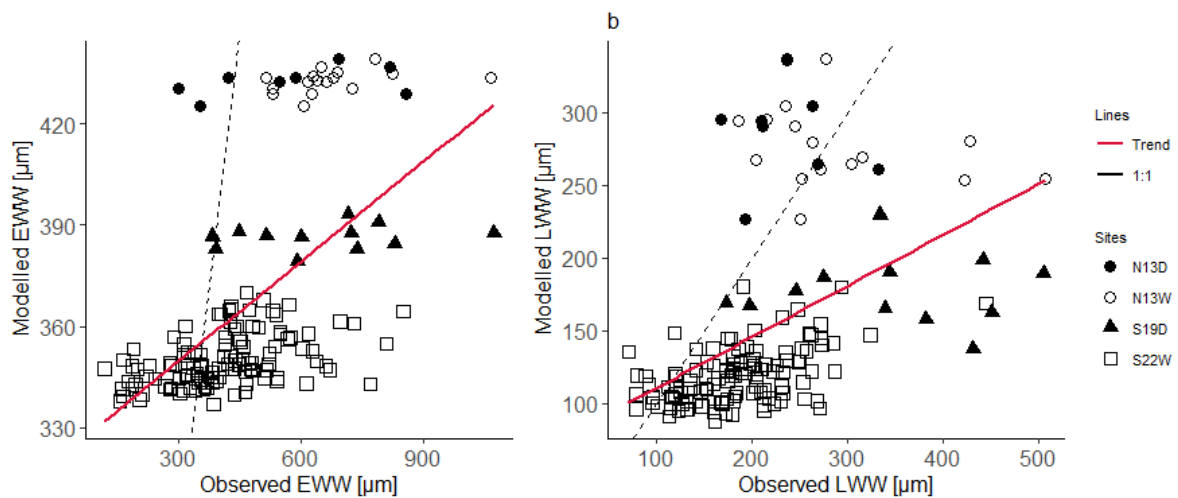 b
Modelled EWW [µm]
420
390
360
330
300
600
900
Observed EWW [µm]
Modelled LWW [µm]
300
250
200
150
100
100
200
300
400
500
Observed LWW [µm]
Lines
Trend
1:1
Sites
N13D
N13W
S19D
S22W